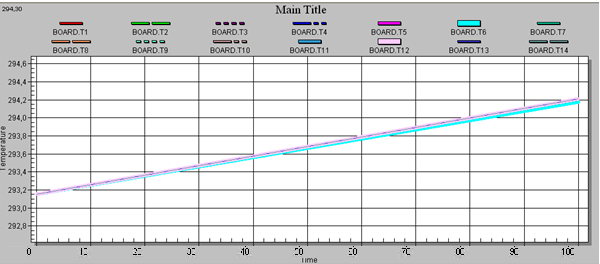 294,30
Main Title
BOARD.T1 BOARD.T2 BOARD.T3 BOARD.T4 BOARD.T5 BOARD.T6 BOARD.T7
BOARD.T8 BOARD.T9 BOARD.T10 BOARD.T11 BOARD.T12 BOARD.T13 BOARD.T14
294,6
294,4
294,2
294,0
293,8
293,6
293,4
293,2
293,0
292,8
Temperature
0 10 20 30 40 50 60 70 80 90 100
Time